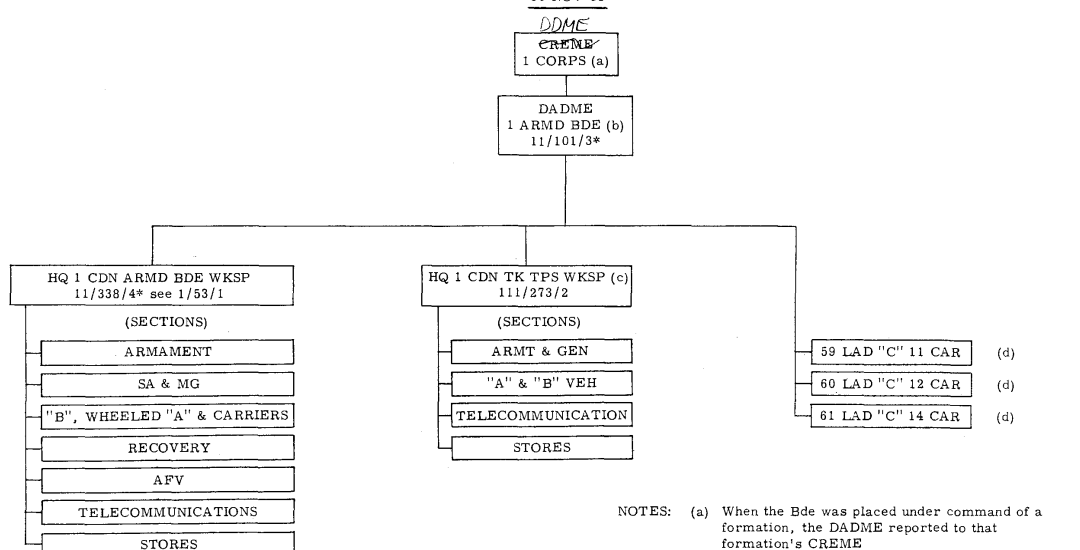 DDME
CREME
1 CORPS (a)
DADME
1 ARMD BDE (b)
11/101/3*
HQ 1 CDN ARMD BDE WKSP
11/338/4* see 1/53/1
(SECTIONS)
ARMAMENT
SA & MG
"B", WHEELED "A" & CARRIERS
RECOVERY
AFV
TELECOMMUNICATIONS
STORES
HQ 1 CDN TK TPS WKSP (c)
111/273/2
(SECTIONS)
ARMT & GEN
"A" & "B" VEH
TELECOMMUNICATION
STORES
59 LAD "C" 11 CAR (d)
60 LAD "C" 12 CAR (d)
61 LAD "C" 14 CAR (d)
NOTES: (a) When the Bde was placed under command of a
formation, the DADME reported to that
formation's CREME